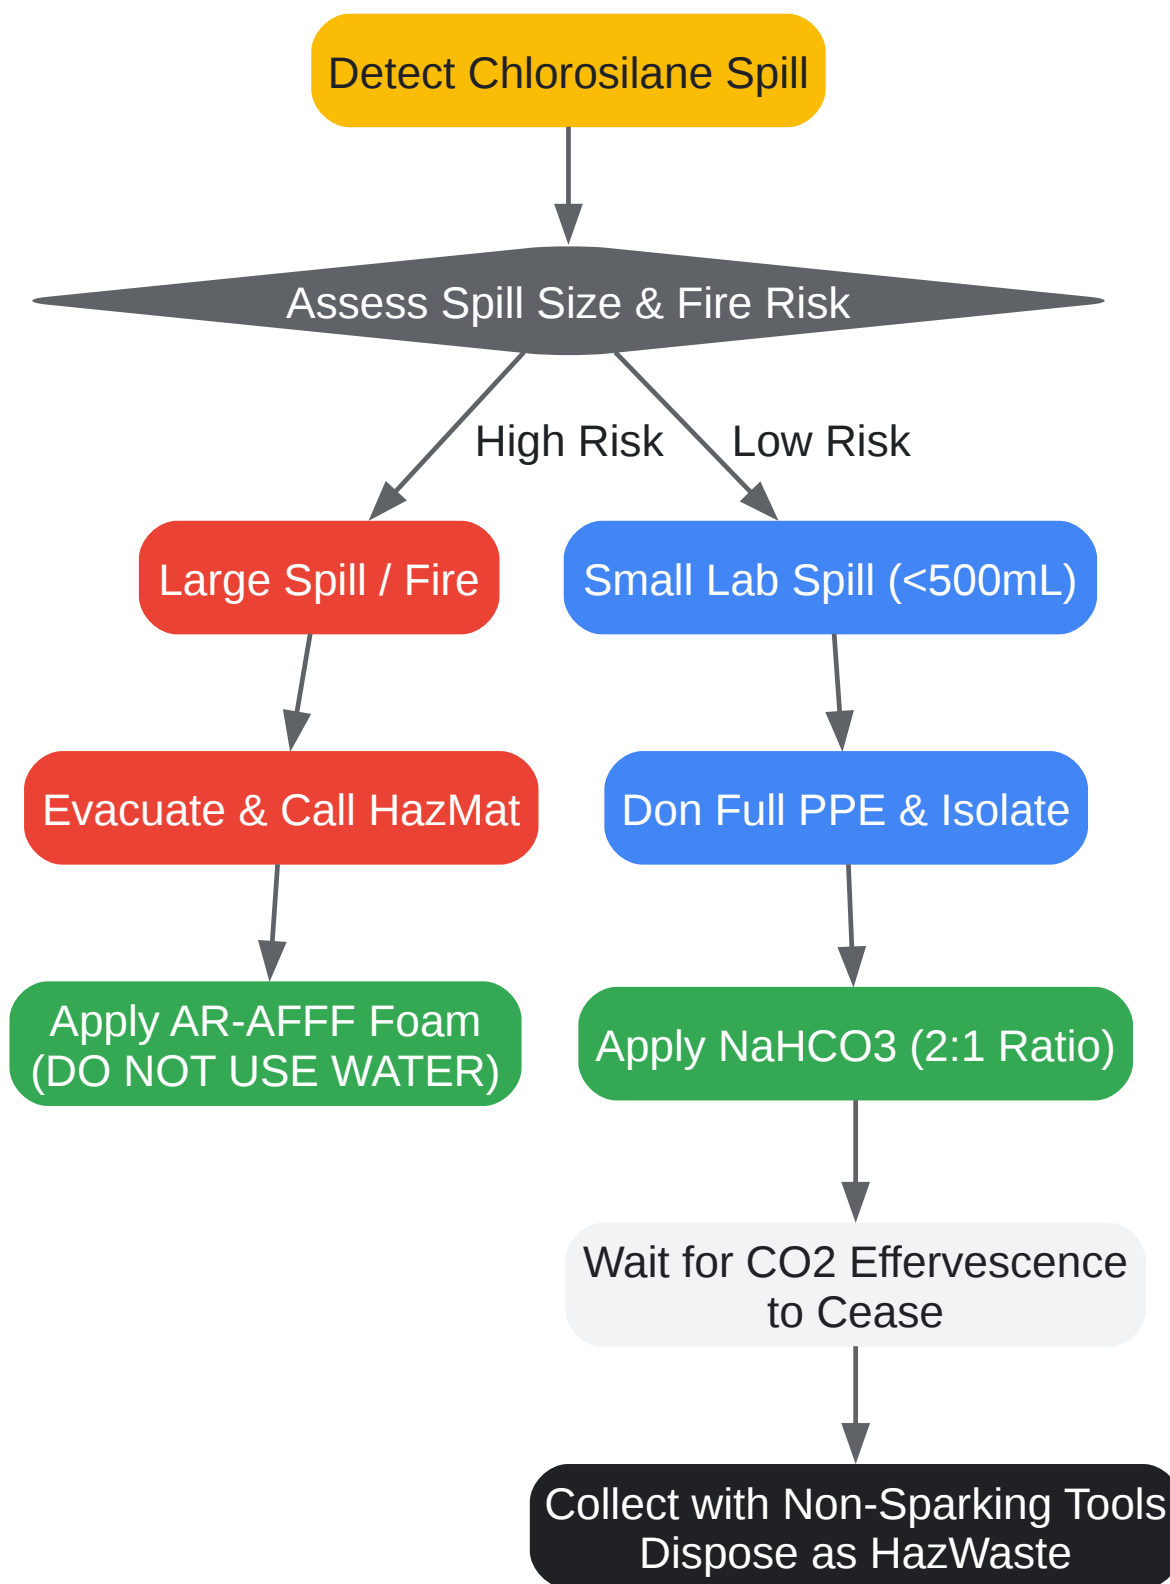 Detect Chlorosilane Spill
Assess Spill Size & Fire Risk
High Risk
Low Risk
Large Spill / Fire
Small Lab Spill (<500mL)
Evacuate & Call HazMat
Don Full PPE & Isolate
Apply AR-AFFF Foam
(DO NOT USE WATER)
Apply NaHCO3 (2:1 Ratio)
Wait for CO2 Effervescence
to Cease
Collect with Non-Sparking Tools
Dispose as HazWaste